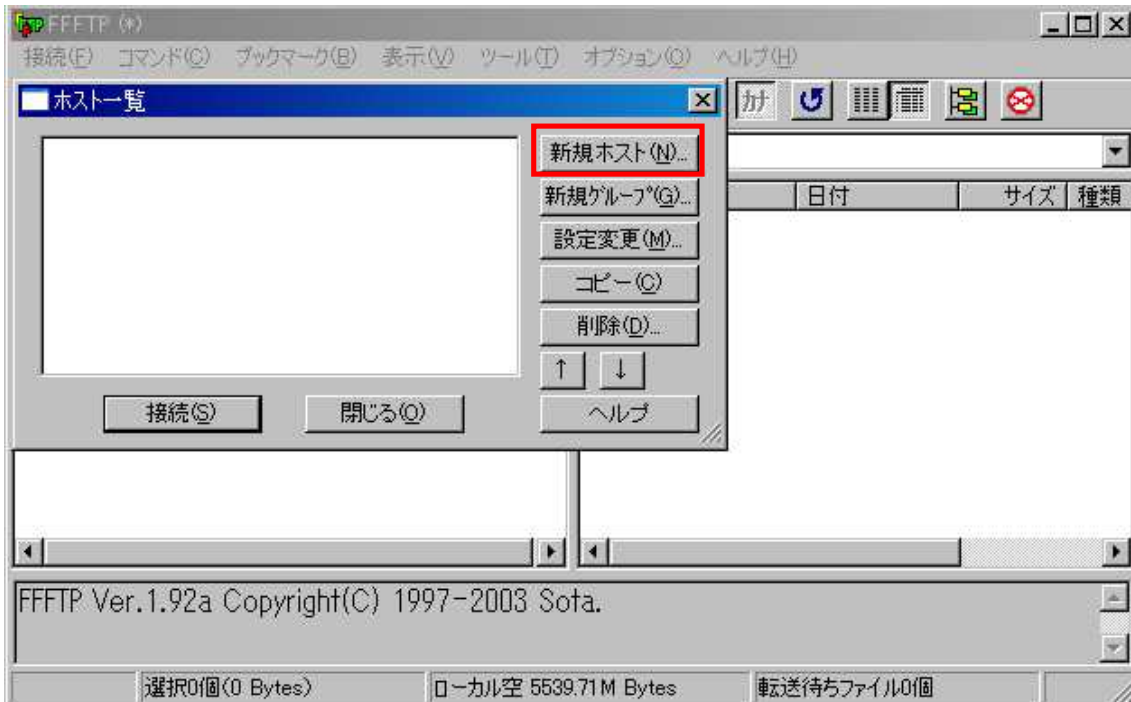 FFFTP (*)
接続(F) コマンド(C) ブックマーク(B) 表示(V) ツール(T) オプション(O) ヘルプ(H)
ホスト一覧
カナ
新規ホスト(N)...
新規グループ(G)...
日付 サイズ 種類
設定変更(M)...
コピー(C)
削除(D)...
↑ ↓
接続(S) 閉じる(O) ヘルプ
FFFTP Ver.1.92a Copyright(C) 1997-2003 Sota.
選択0個(0 Bytes) ローカル空 5539.71M Bytes 転送待ちファイル0個